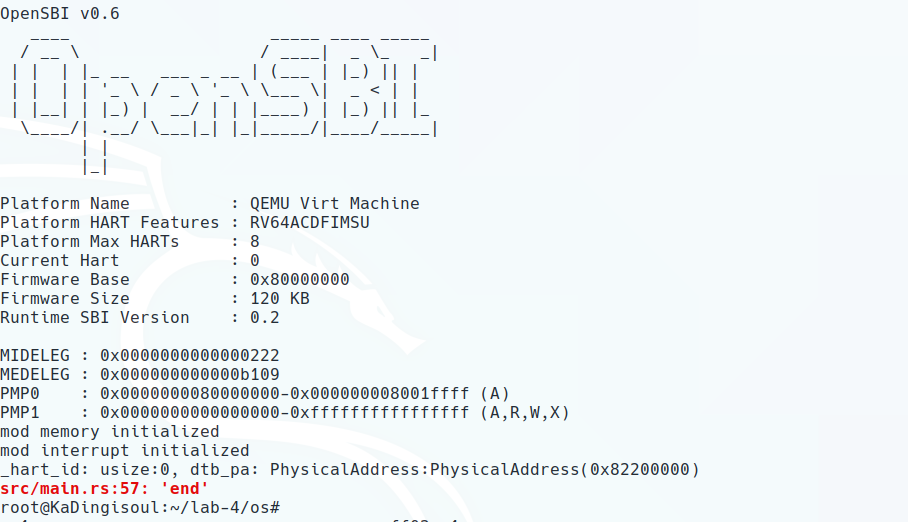 OpenSBI v0.6
   ____                    _____ ____ _____
  / __ \                  / ____|  _ \_   _|
 | |  | |_ __   ___ _ __ | (___ | |_) || |
 | |  | | '_ \ / _ \ '_ \ \___ \|  _ < | |
 | |__| | |_) |  __/ | | |____) | |_) || |_
  \____/| .__/ \___|_| |_|_____/|____/_____|
        | |
        |_|
Platform Name          : QEMU Virt Machine
Platform HART Features : RV64ACDFIMSU
Platform Max HARTs     : 8
Current Hart           : 0
Firmware Base          : 0x80000000
Firmware Size          : 120 KB
Runtime SBI Version    : 0.2
MIDELEG : 0x0000000000000222
MEDELEG : 0x000000000000b109
PMP0    : 0x0000000080000000-0x000000008001ffff (A)
PMP1    : 0x0000000000000000-0xffffffffffffffff (A,R,W,X)
mod memory initialized
mod interrupt initialized
_hart_id: usize:0, dtb_pa: PhysicalAddress:PhysicalAddress(0x82200000)
src/main.rs:57: 'end'
root@KaDingisoul:~/lab-4/os#